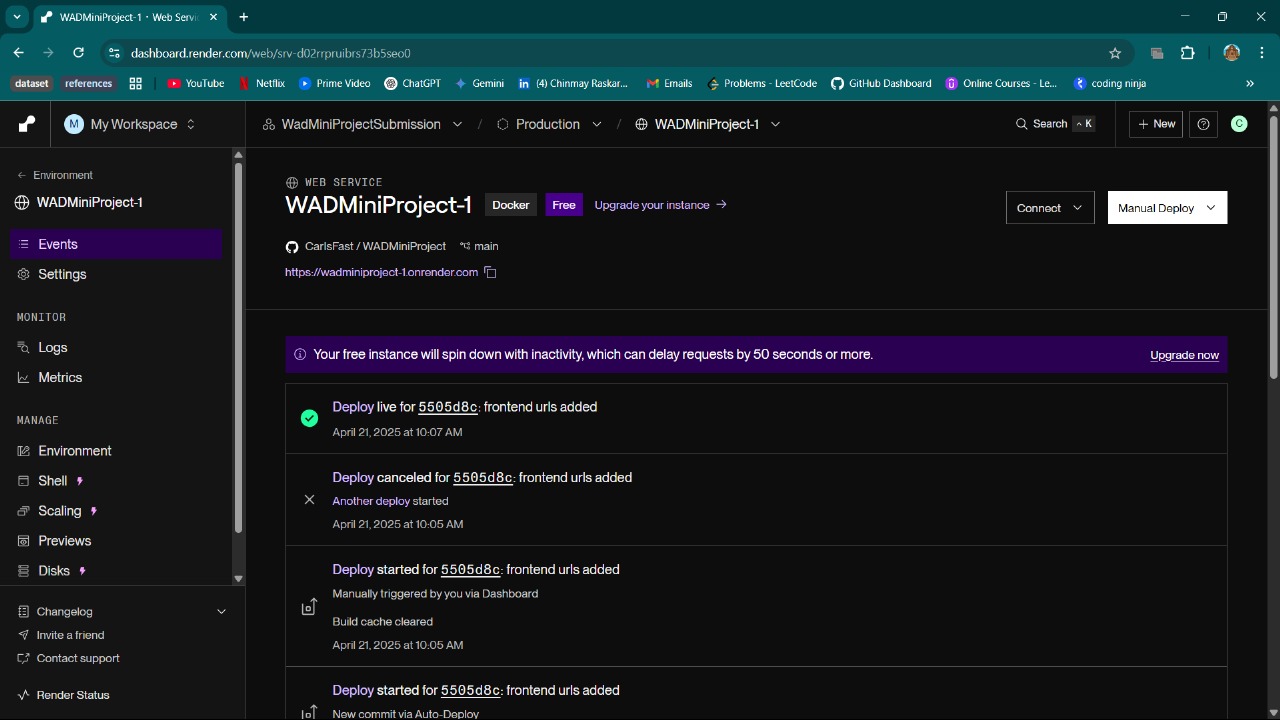 WADMiniProject-1 · Web Servi
dashboard.render.com/web/srv-d02rrpruibrs73b5seo0
dataset
references
YouTube
Netflix
Prime Video
ChatGPT
Gemini
(4) Chinmay Raskar...
Emails
Problems - LeetCode
GitHub Dashboard
Online Courses - Le...
coding ninja
»
M My Workspace
WadMiniProjectSubmission / Production / WADMiniProject-1
Search ⌃ K
+ New
C
← Environment
WADMiniProject-1
Events
Settings
MONITOR
Logs
Metrics
MANAGE
Environment
Shell
Scaling
Previews
Disks
Changelog
Invite a friend
Contact support
Render Status
WEB SERVICE
WADMiniProject-1 Docker Free Upgrade your instance →
Connect
Manual Deploy
CarlsFast / WADMiniProject main
https://wadminiproject-1.onrender.com
Your free instance will spin down with inactivity, which can delay requests by 50 seconds or more.
Upgrade now
Deploy live for 5505d8c: frontend urls added
April 21, 2025 at 10:07 AM
Deploy canceled for 5505d8c: frontend urls added
Another deploy started
April 21, 2025 at 10:05 AM
Deploy started for 5505d8c: frontend urls added
Manually triggered by you via Dashboard
Build cache cleared
April 21, 2025 at 10:05 AM
Deploy started for 5505d8c: frontend urls added
New commit via Auto-Deploy